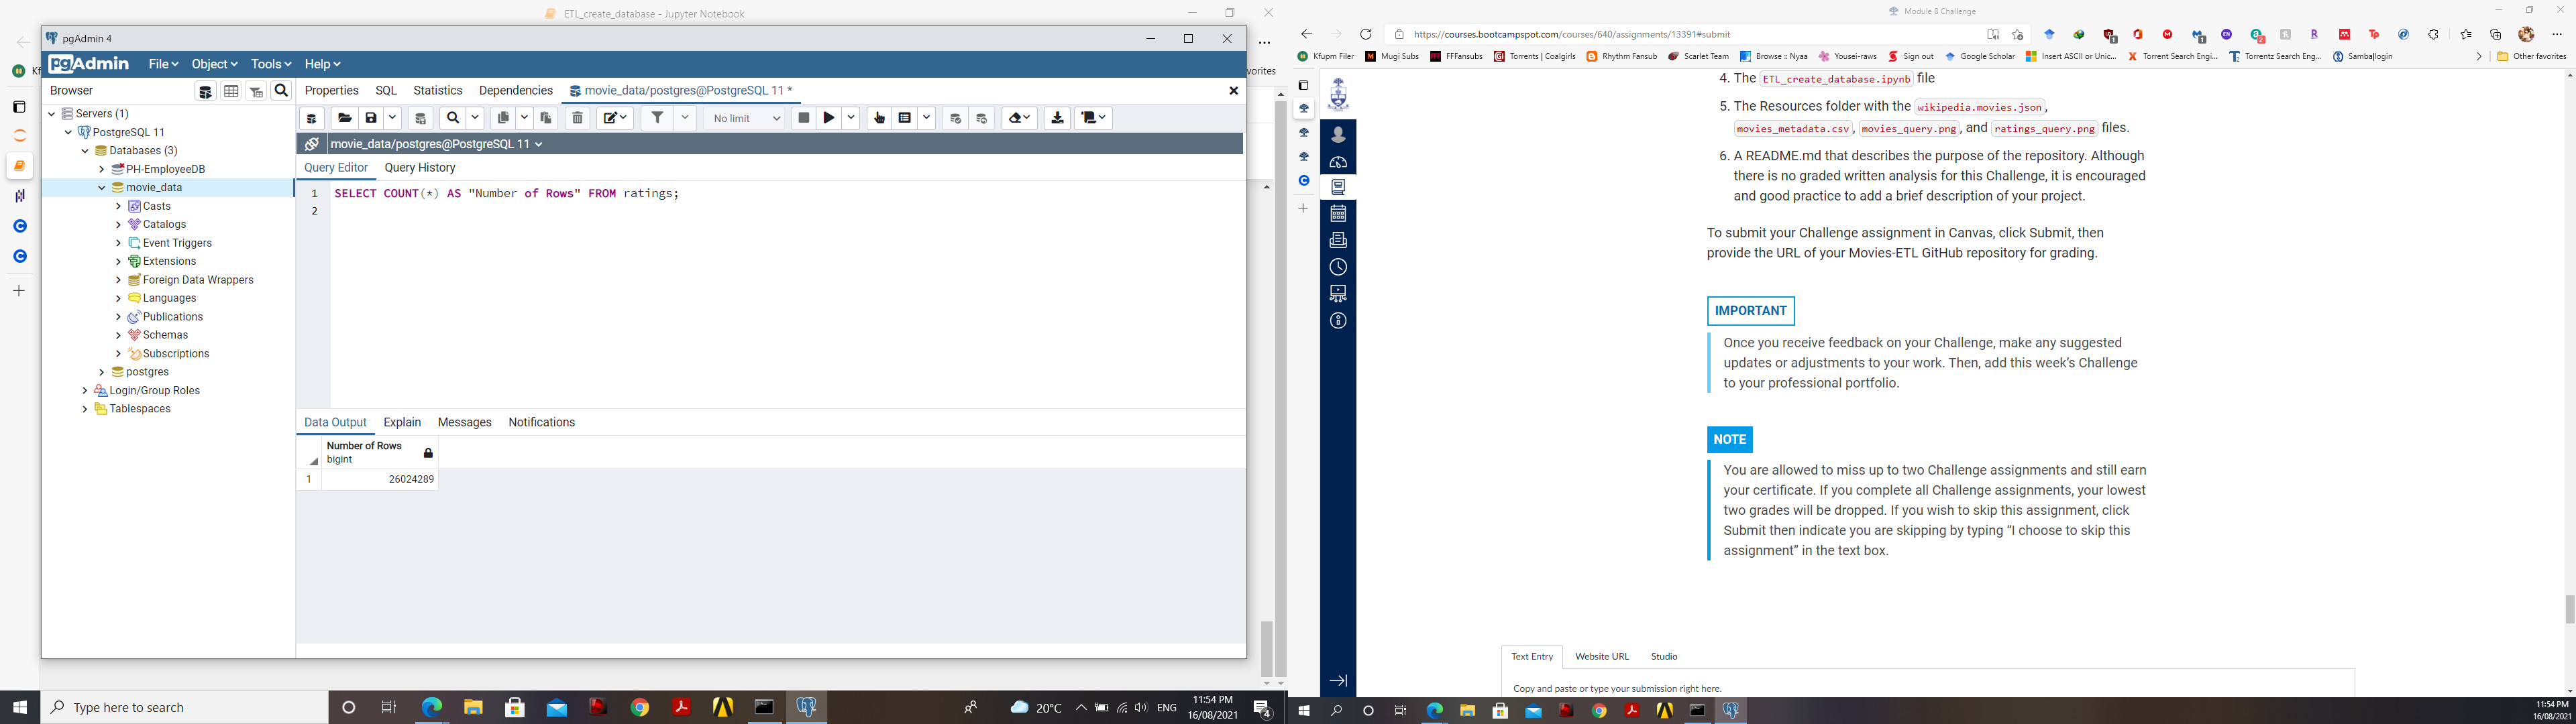 ETL_create_database - Jupyter Notebook
pgAdmin 4
pgAdmin
File
Object
Tools
Help
vorites
Browser
Properties
SQL
Statistics
Dependencies
movie_data/postgres@PostgreSQL 11 *
Servers (1)
PostgreSQL 11
Databases (3)
PH-EmployeeDB
movie_data
Casts
Catalogs
Event Triggers
Extensions
Foreign Data Wrappers
Languages
Publications
Schemas
Subscriptions
postgres
Login/Group Roles
Tablespaces
No limit
movie_data/postgres@PostgreSQL 11
Query Editor
Query History
1 SELECT COUNT(*) AS "Number of Rows" FROM ratings;
2
Data Output
Explain
Messages
Notifications
Number of Rows
bigint
1 26024289
Type here to search
20°C
ENG
11:54 PM
16/08/2021
4
Module 8 Challenge
https://courses.bootcampspot.com/courses/640/assignments/13391#submit
Kfupm Filer
Mugi Subs
FFFansubs
Torrents | Coalgirls
Rhythm Fansub
Scarlet Team
Browse :: Nyaa
Yousei-raws
Sign out
Google Scholar
Insert ASCII or Unic...
Torrent Search Engi...
Torrentz Search Eng...
Samba|login
Other favorites
4. The ETL_create_database.ipynb file
5. The Resources folder with the wikipedia.movies.json,
movies_metadata.csv, movies_query.png, and ratings_query.png files.
6. A README.md that describes the purpose of the repository. Although
there is no graded written analysis for this Challenge, it is encouraged
and good practice to add a brief description of your project.
To submit your Challenge assignment in Canvas, click Submit, then
provide the URL of your Movies-ETL GitHub repository for grading.
IMPORTANT
Once you receive feedback on your Challenge, make any suggested
updates or adjustments to your work. Then, add this week's Challenge
to your professional portfolio.
NOTE
You are allowed to miss up to two Challenge assignments and still earn
your certificate. If you complete all Challenge assignments, your lowest
two grades will be dropped. If you wish to skip this assignment, click
Submit then indicate you are skipping by typing “I choose to skip this
assignment” in the text box.
Text Entry
Website URL
Studio
Copy and paste or type your submission right here.
11:54 PM
16/08/2021